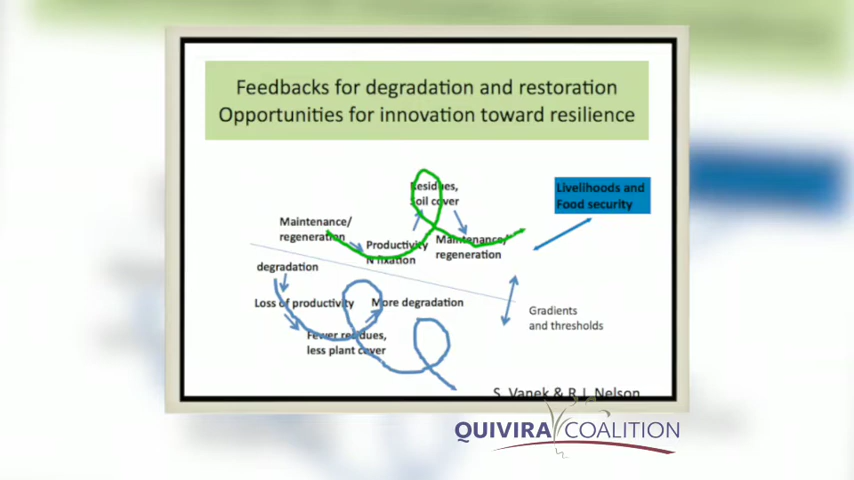 Feedbacks for degradation and restoration
Opportunities for innovation toward resilience
Residues,
Soil cover
Livelihoods and
Food security
Maintenance/
regeneration
Productivity
N fixation
Maintenance/
regeneration
degradation
Loss of productivity
More degradation
Fewer residues,
less plant cover
Gradients
and thresholds
S. Vanek & R.J. Nelson
QUIVIRA COALITION